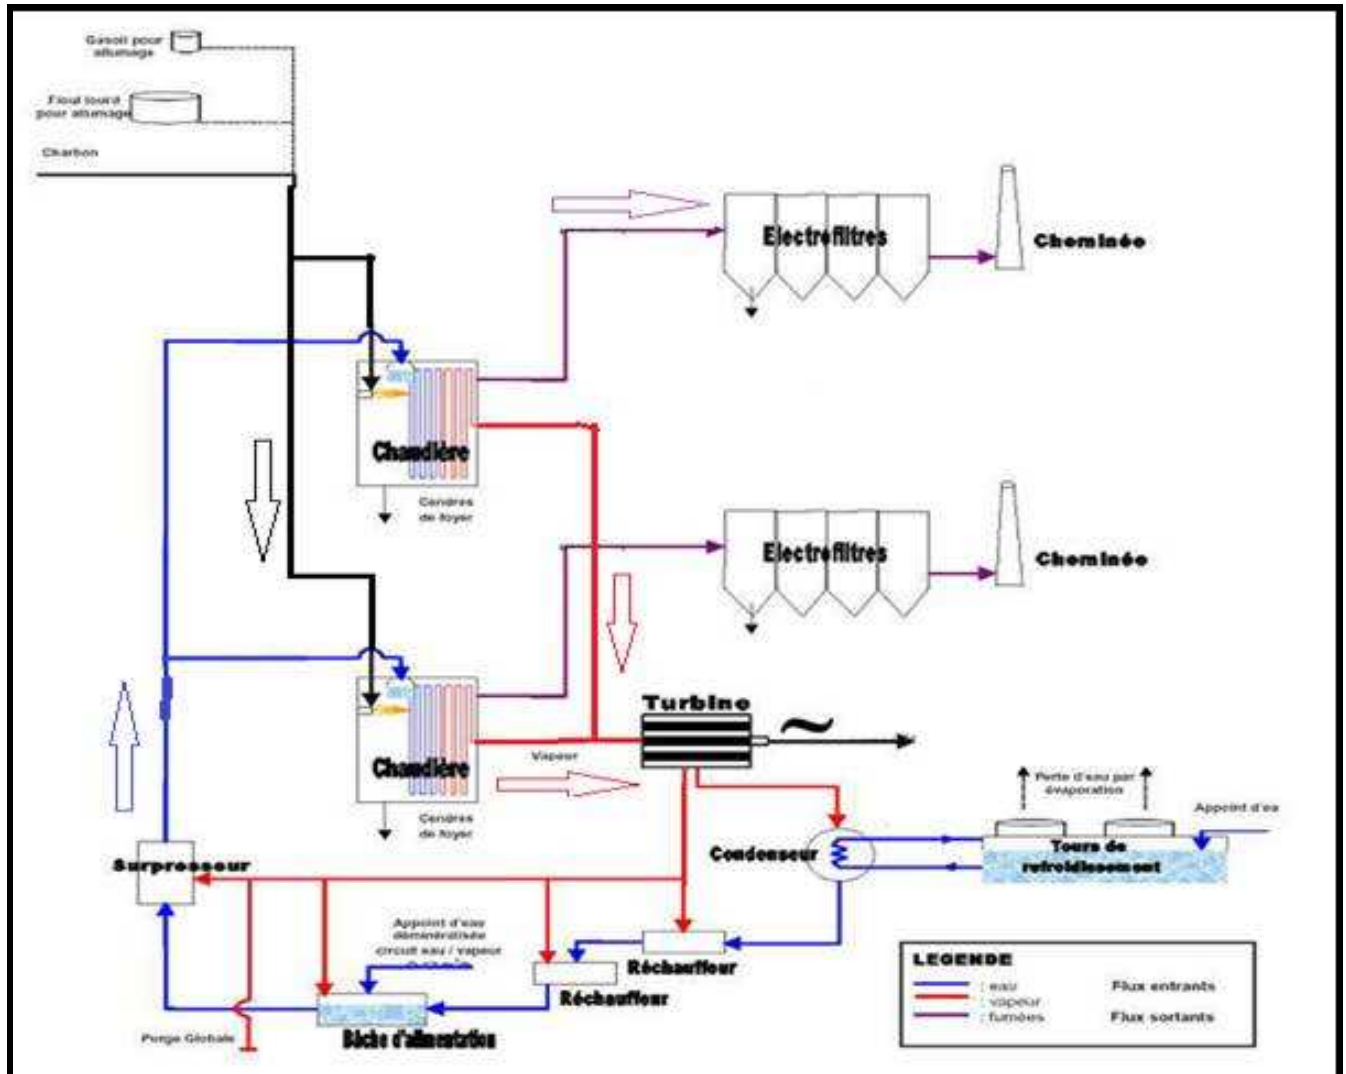 Gasoil pour
allumage
Fioul lourd
pour allumage
Charbon
Electrofiltres
Cheminée
Chaudière
Cendres
de foyer
Electrofiltres
Cheminée
Turbine
Vapeur
Chaudière
Cendres
de foyer
Perte d'eau par
évaporation
Appoint d'ea
Surpresseur
Condenseur
Tours de
refroidissement
Appoint d'eau
déminéralisée
circuit eau / vapeur
Réchauffeur
Réchauffeur
Purge Globale
Bâche d'alimentation
LEGENDE
: eau Flux entrants
: vapeur
: fumées Flux sortants